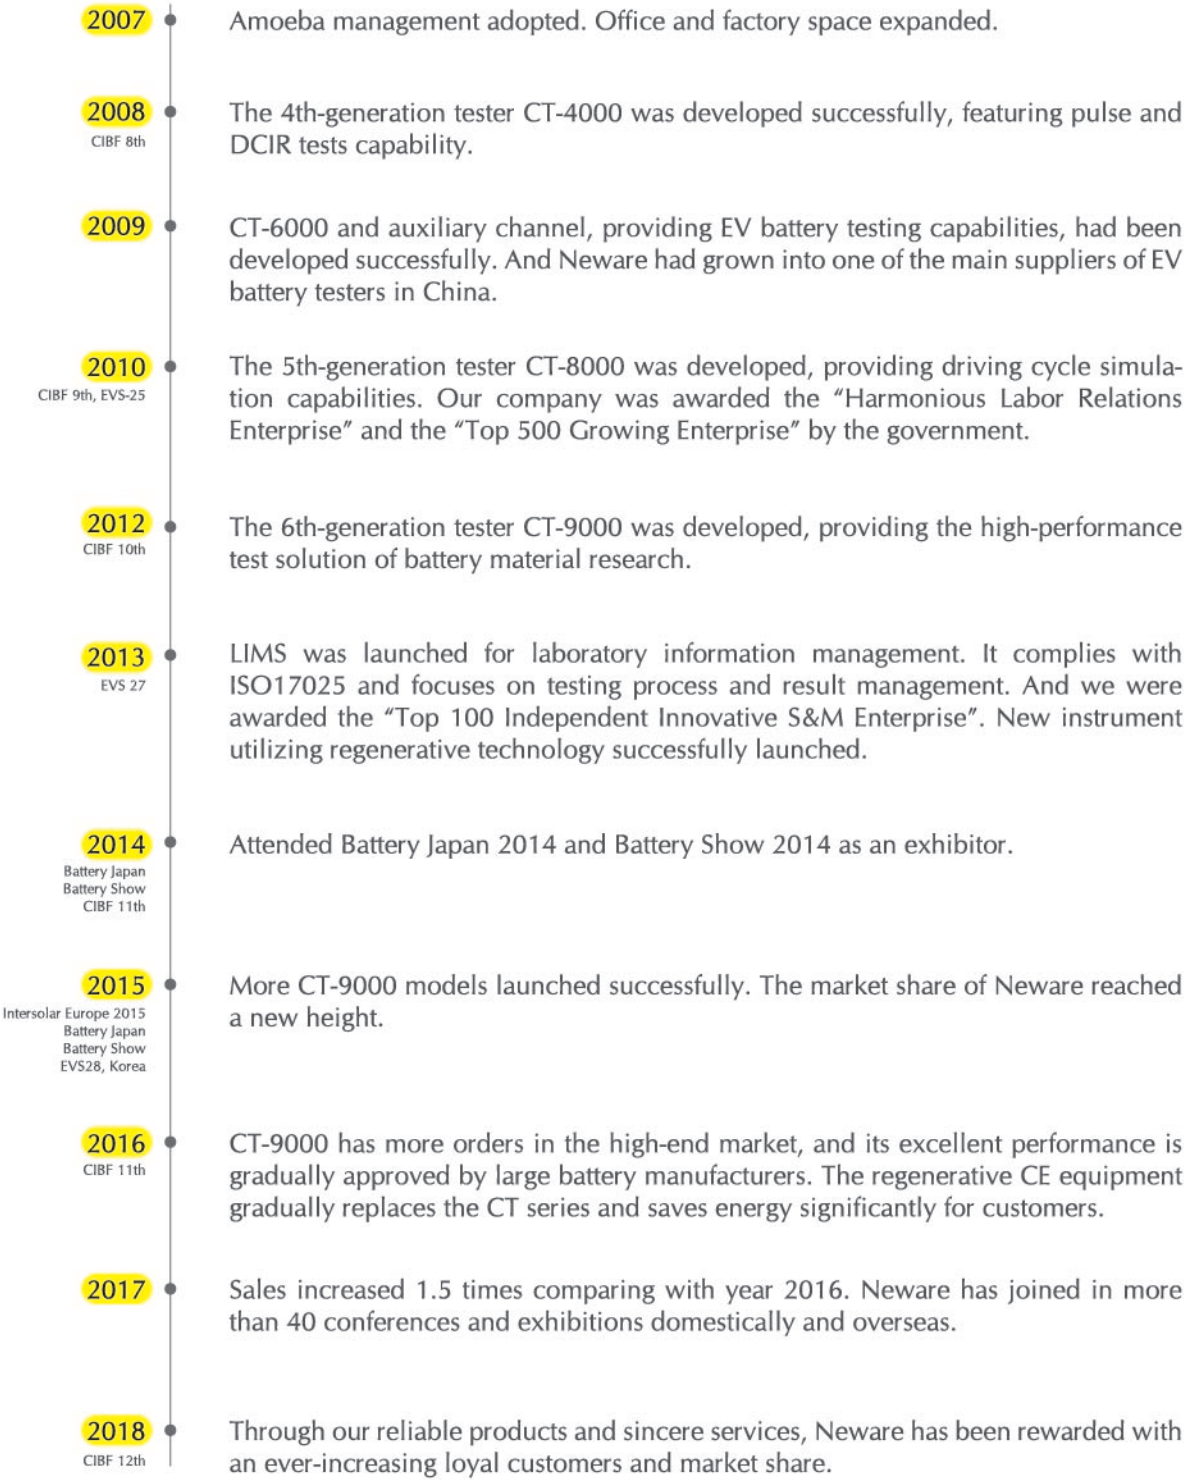 2007
Amoeba management adopted. Office and factory space expanded.
2008
CIBF 8th
The 4th-generation tester CT-4000 was developed successfully, featuring pulse and
DCIR tests capability.
2009
CT-6000 and auxiliary channel, providing EV battery testing capabilities, had been
developed successfully. And Neware had grown into one of the main suppliers of EV
battery testers in China.
2010
CIBF 9th, EVS-25
The 5th-generation tester CT-8000 was developed, providing driving cycle simula-
tion capabilities. Our company was awarded the “Harmonious Labor Relations
Enterprise” and the “Top 500 Growing Enterprise” by the government.
2012
CIBF 10th
The 6th-generation tester CT-9000 was developed, providing the high-performance
test solution of battery material research.
2013
EVS 27
LIMS was launched for laboratory information management. It complies with
ISO17025 and focuses on testing process and result management. And we were
awarded the “Top 100 Independent Innovative S&M Enterprise”. New instrument
utilizing regenerative technology successfully launched.
2014
Battery Japan
Battery Show
CIBF 11th
Attended Battery Japan 2014 and Battery Show 2014 as an exhibitor.
2015
Intersolar Europe 2015
Battery Japan
Battery Show
EVS28, Korea
More CT-9000 models launched successfully. The market share of Neware reached
a new height.
2016
CIBF 11th
CT-9000 has more orders in the high-end market, and its excellent performance is
gradually approved by large battery manufacturers. The regenerative CE equipment
gradually replaces the CT series and saves energy significantly for customers.
2017
Sales increased 1.5 times comparing with year 2016. Neware has joined in more
than 40 conferences and exhibitions domestically and overseas.
2018
CIBF 12th
Through our reliable products and sincere services, Neware has been rewarded with
an ever-increasing loyal customers and market share.